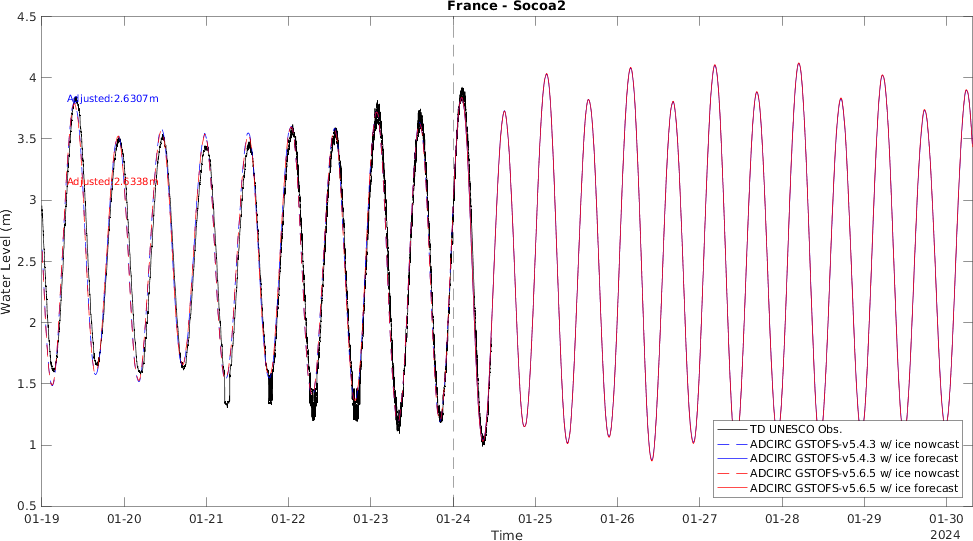 France - Socoa2
4.5
4
3.5
3
2.5
2
1.5
1
0.5
Water Level (m)
Adjusted:2.6307m
Adjusted:2.6338m
TD UNESCO Obs.
ADCIRC GSTOFS-v5.4.3 w/ ice nowcast
ADCIRC GSTOFS-v5.4.3 w/ ice forecast
ADCIRC GSTOFS-v5.6.5 w/ ice nowcast
ADCIRC GSTOFS-v5.6.5 w/ ice forecast
01-19 01-20 01-21 01-22 01-23 01-24 01-25 01-26 01-27 01-28 01-29 01-30
Time
2024